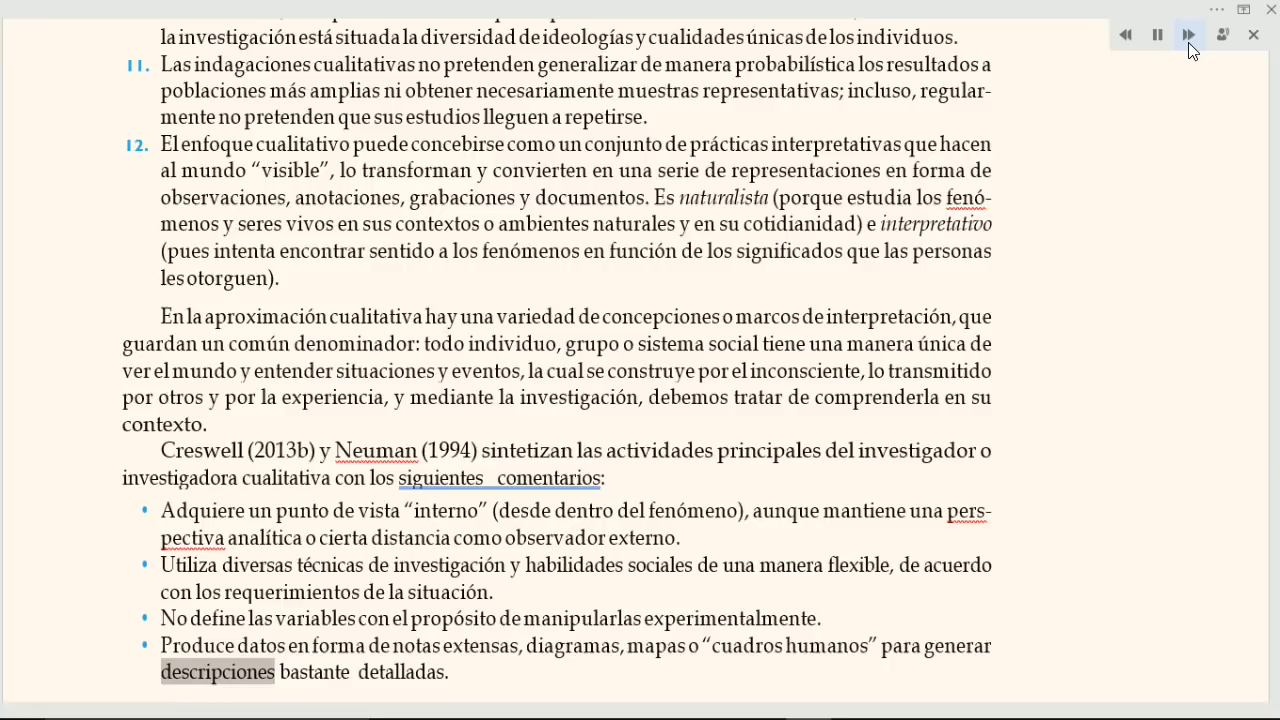 la investigación está situada la diversidad de ideologías y cualidades únicas de los individuos.
11. Las indagaciones cualitativas no pretenden generalizar de manera probabilística los resultados a
poblaciones más amplias ni obtener necesariamente muestras representativas; incluso, regular-
mente no pretenden que sus estudios lleguen a repetirse.
12. El enfoque cualitativo puede concebirse como un conjunto de prácticas interpretativas que hacen
al mundo “visible”, lo transforman y convierten en una serie de representaciones en forma de
observaciones, anotaciones, grabaciones y documentos. Es naturalista (porque estudia los fenó-
menos y seres vivos en sus contextos o ambientes naturales y en su cotidianidad) e interpretativo
(pues intenta encontrar sentido a los fenómenos en función de los significados que las personas
les otorguen).
En la aproximación cualitativa hay una variedad de concepciones o marcos de interpretación, que
guardan un común denominador: todo individuo, grupo o sistema social tiene una manera única de
ver el mundo y entender situaciones y eventos, la cual se construye por el inconsciente, lo transmitido
por otros y por la experiencia, y mediante la investigación, debemos tratar de comprenderla en su
contexto.
Creswell (2013b) y Neuman (1994) sintetizan las actividades principales del investigador o
investigadora cualitativa con los siguientes comentarios:
• Adquiere un punto de vista “interno” (desde dentro del fenómeno), aunque mantiene una pers-
pectiva analítica o cierta distancia como observador externo.
• Utiliza diversas técnicas de investigación y habilidades sociales de una manera flexible, de acuerdo
con los requerimientos de la situación.
• No define las variables con el propósito de manipularlas experimentalmente.
• Produce datos en forma de notas extensas, diagramas, mapas o “cuadros humanos” para generar
descripciones bastante detalladas.